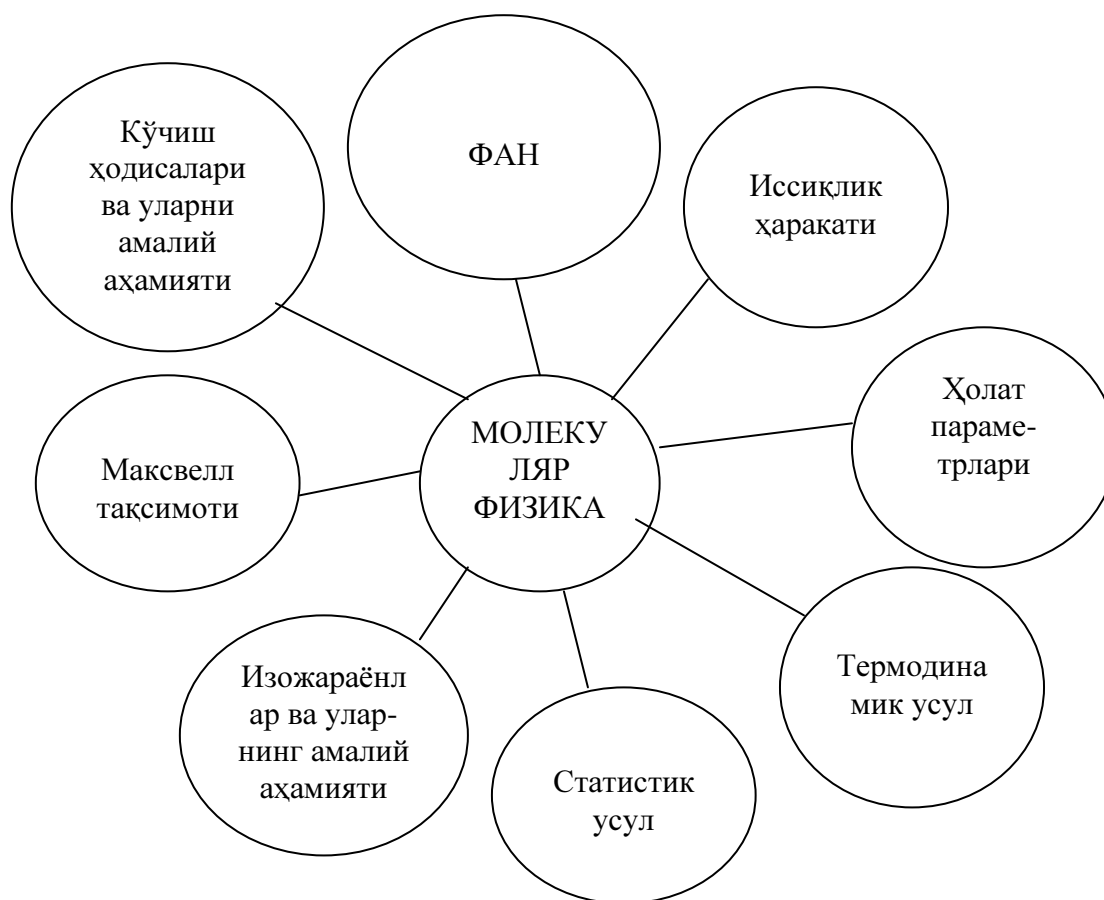 Кўчиш
ҳодисалари
ва уларни
амалий
аҳамияти
ФАН
Иссиқлик
ҳаракати
Ҳолат
параме-
трлари
МОЛЕКУ
ЛЯР
ФИЗИКА
Максвелл
тақсимоти
Термодина
мик усул
Изожараёнл
ар ва улар-
нинг амалий
аҳамияти
Статистик
усул